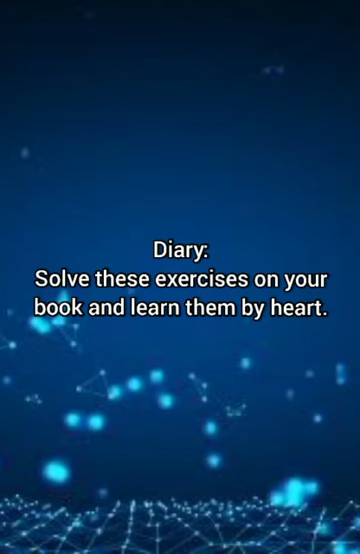 Diary:
Solve these exercises on your
book and learn them by heart.